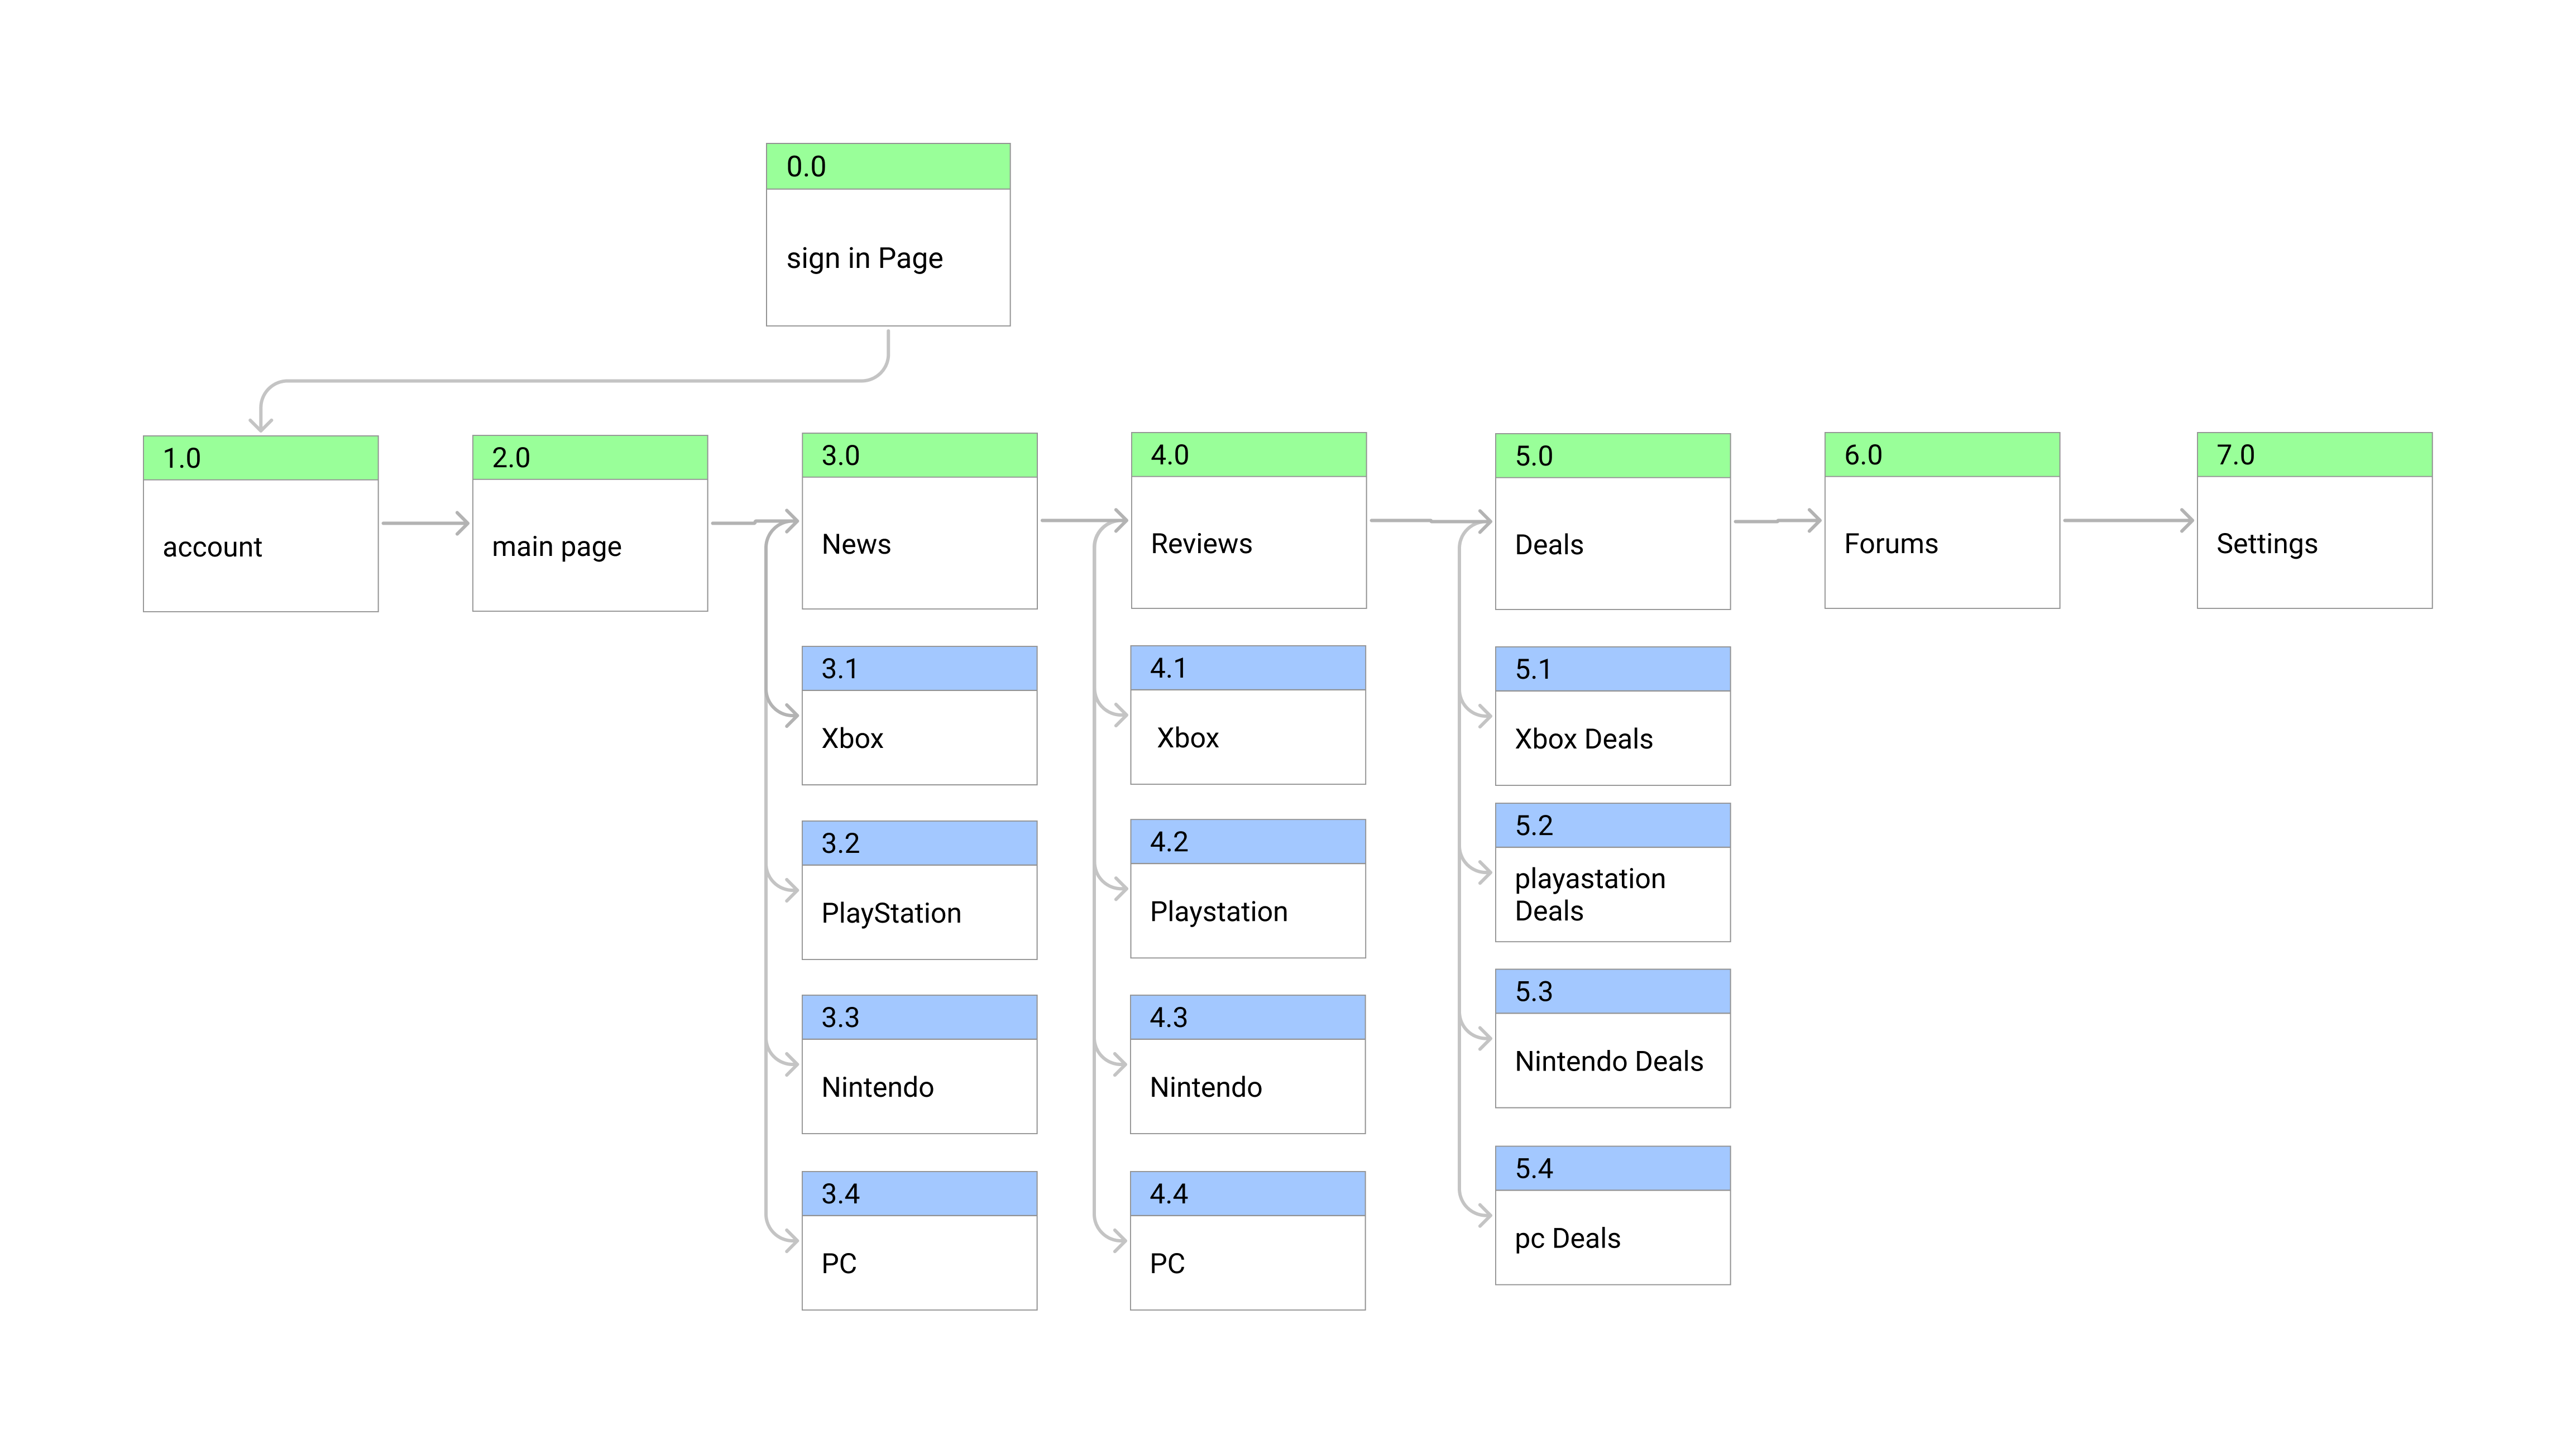 0.0
sign in Page
1.0
account
2.0
main page
3.0
News
4.0
Reviews
5.0
Deals
6.0
Forums
7.0
Settings
3.1
Xbox
3.2
PlayStation
3.3
Nintendo
3.4
PC
4.1
Xbox
4.2
Playstation
4.3
Nintendo
4.4
PC
5.1
Xbox Deals
5.2
playastation
Deals
5.3
Nintendo Deals
5.4
pc Deals